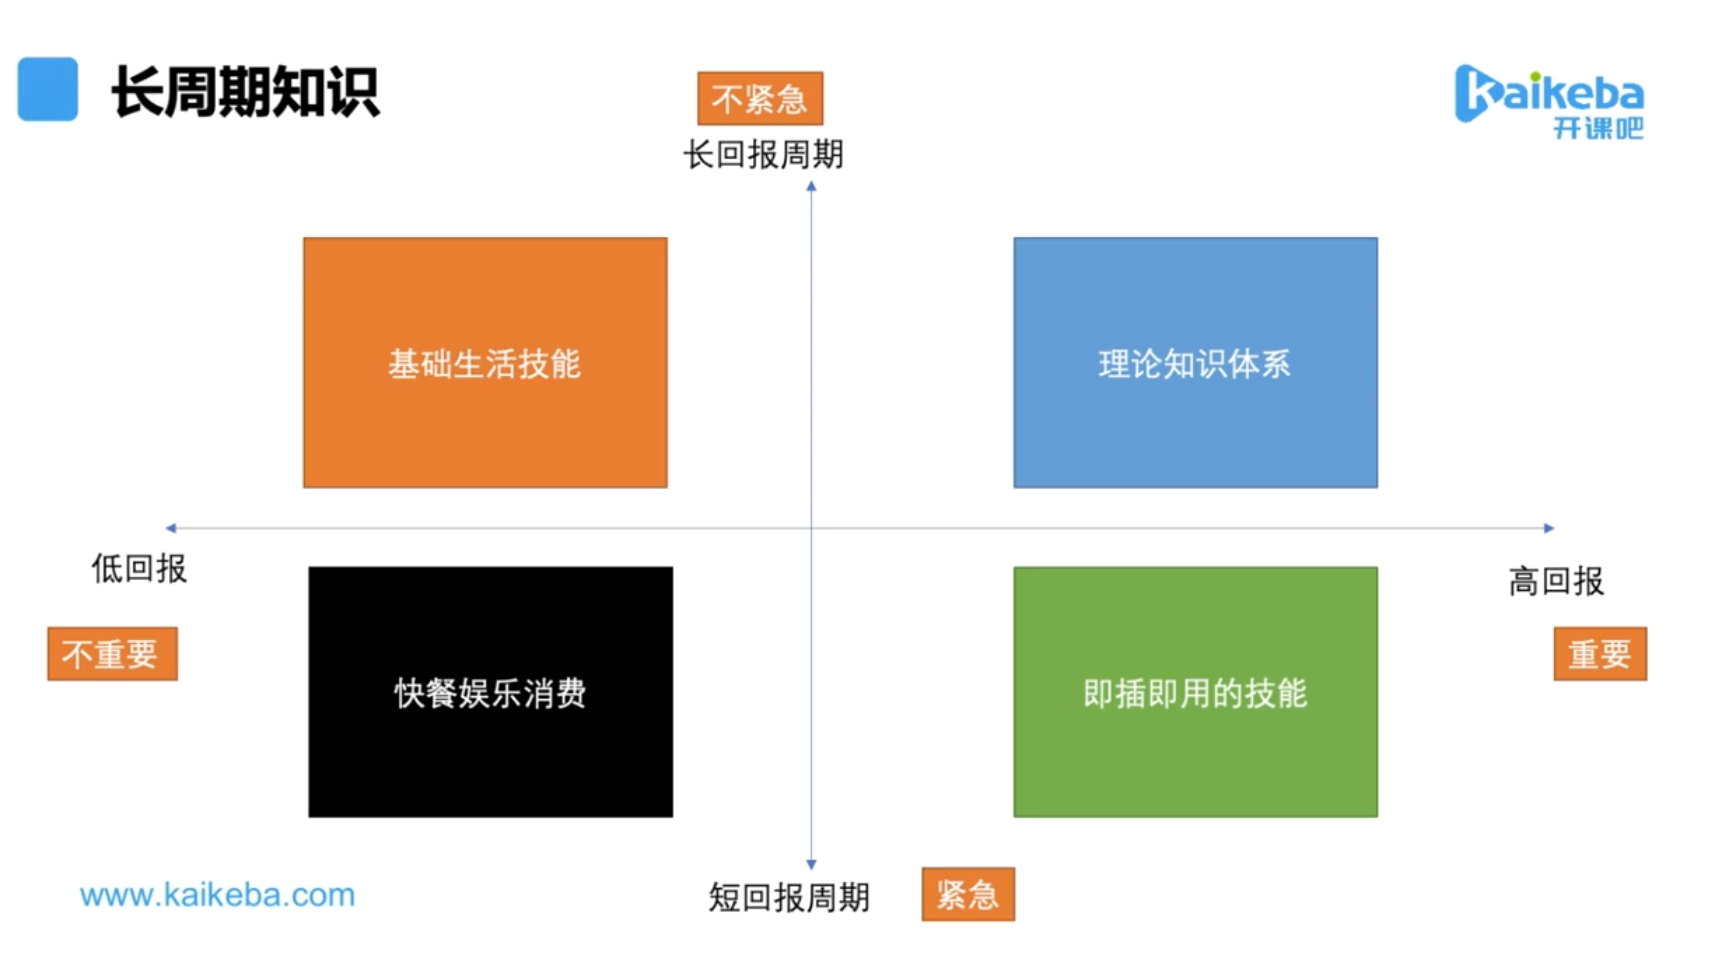 长周期知识
不紧急
kaikeba
开课吧
长回报周期
基础生活技能
理论知识体系
低回报
高回报
不重要
重要
快餐娱乐消费
即插即用的技能
www.kaikeba.com
短回报周期
紧急